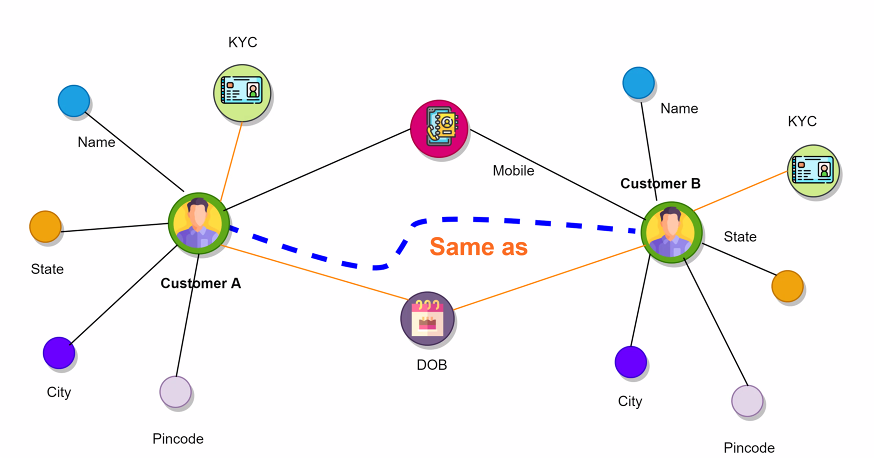 KYC
Name
Mobile
Name
KYC
Customer B
State
Same as
State
Customer A
DOB
City
City
Pincode
Pincode